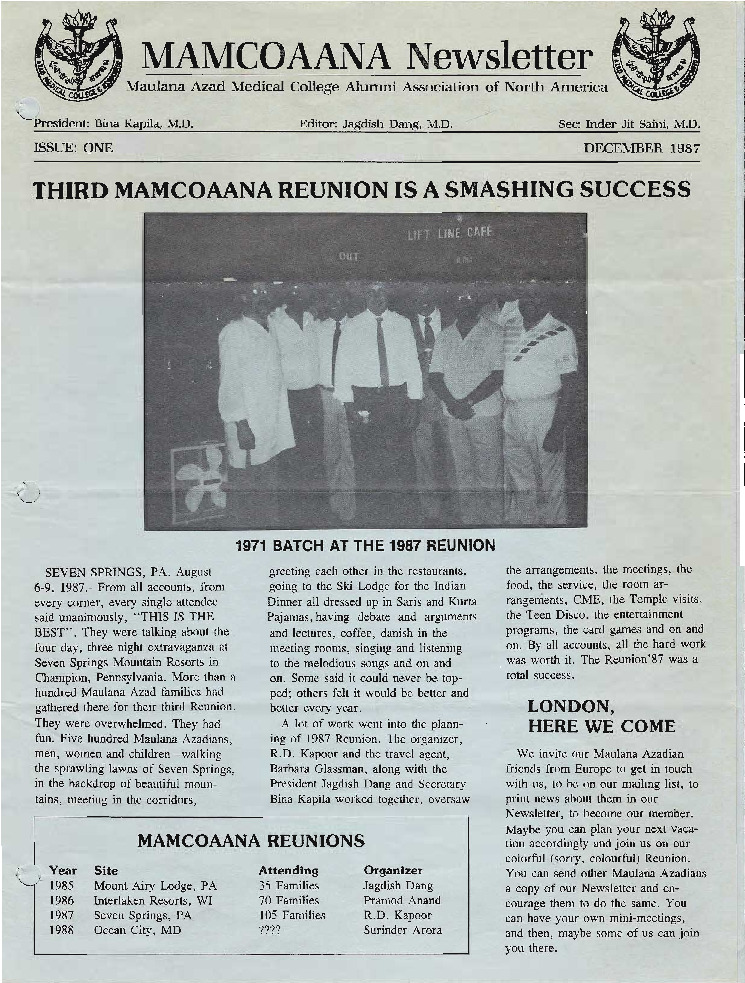 MAMCOAANA Newsletter
Maulana Azad Medical College Alumni Association of North America
President: Bina Kapila, M.D. Editor: Jagdish Dang, M.D. Sec: Inder Jit Saini, M.D.
ISSUE: ONE DECEMBER 1987
THIRD MAMCOAANA REUNION IS A SMASHING SUCCESS
LIFT LINE CAFE
OUT
1971 BATCH AT THE 1987 REUNION
SEVEN SPRINGS, PA. August
6-9, 1987.- From all accounts, from
every corner, every single attendee
said unanimously, "THIS IS THE
BEST". They were talking about the
four day, three night extravaganza at
Seven Springs Mountain Resorts in
Champion, Pennsylvania. More than a
hundred Maulana Azad families had
gathered there for their third Reunion.
They were overwhelmed. They had
fun. Five hundred Maulana Azadians,
men, women and children—walking
the sprawling lawns of Seven Springs,
in the backdrop of beautiful moun-
tains, meeting in the corridors,
greeting each other in the restaurants,
going to the Ski Lodge for the Indian
Dinner all dressed up in Saris and Kurta
Pajamas, having debate and arguments
and lectures, coffee, danish in the
meeting rooms, singing and listening
to the melodious songs and on and
on. Some said it could never be top-
ped; others felt it would be better and
better every year.
A lot of work went into the plann-
ing of 1987 Reunion. The organizer,
R.D. Kapoor and the travel agent,
Barbara Glassman, along with the
President Jagdish Dang and Secretary
Bina Kapila worked together, oversaw
the arrangements, the meetings, the
food, the service, the room ar-
rangements, CME, the Temple visits,
the Teen Disco, the entertainment
programs, the card games and on and
on. By all accounts, all the hard work
was worth it. The Reunion'87 was a
total success.
LONDON,
HERE WE COME
We invite our Maulana Azadian
friends from Europe to get in touch
with us, to be on our mailing list, to
print news about them in our
Newsletter, to become our member.
Maybe you can plan your next vaca-
tion accordingly and join us on our
colorful (sorry, colourful) Reunion.
You can send other Maulana Azadians
a copy of our Newsletter and en-
courage them to do the same. You
can have your own mini-meetings,
and then, maybe some of us can join
you there.
MAMCOAANA REUNIONS
Year Site Attending Organizer
1985 Mount Airy Lodge, PA 35 Families Jagdish Dang
1986 Interlaken Resorts, WI 70 Families Pramod Anand
1987 Seven Springs, PA 105 Families R.D. Kapoor
1988 Ocean City, MD ???? Surinder Arora